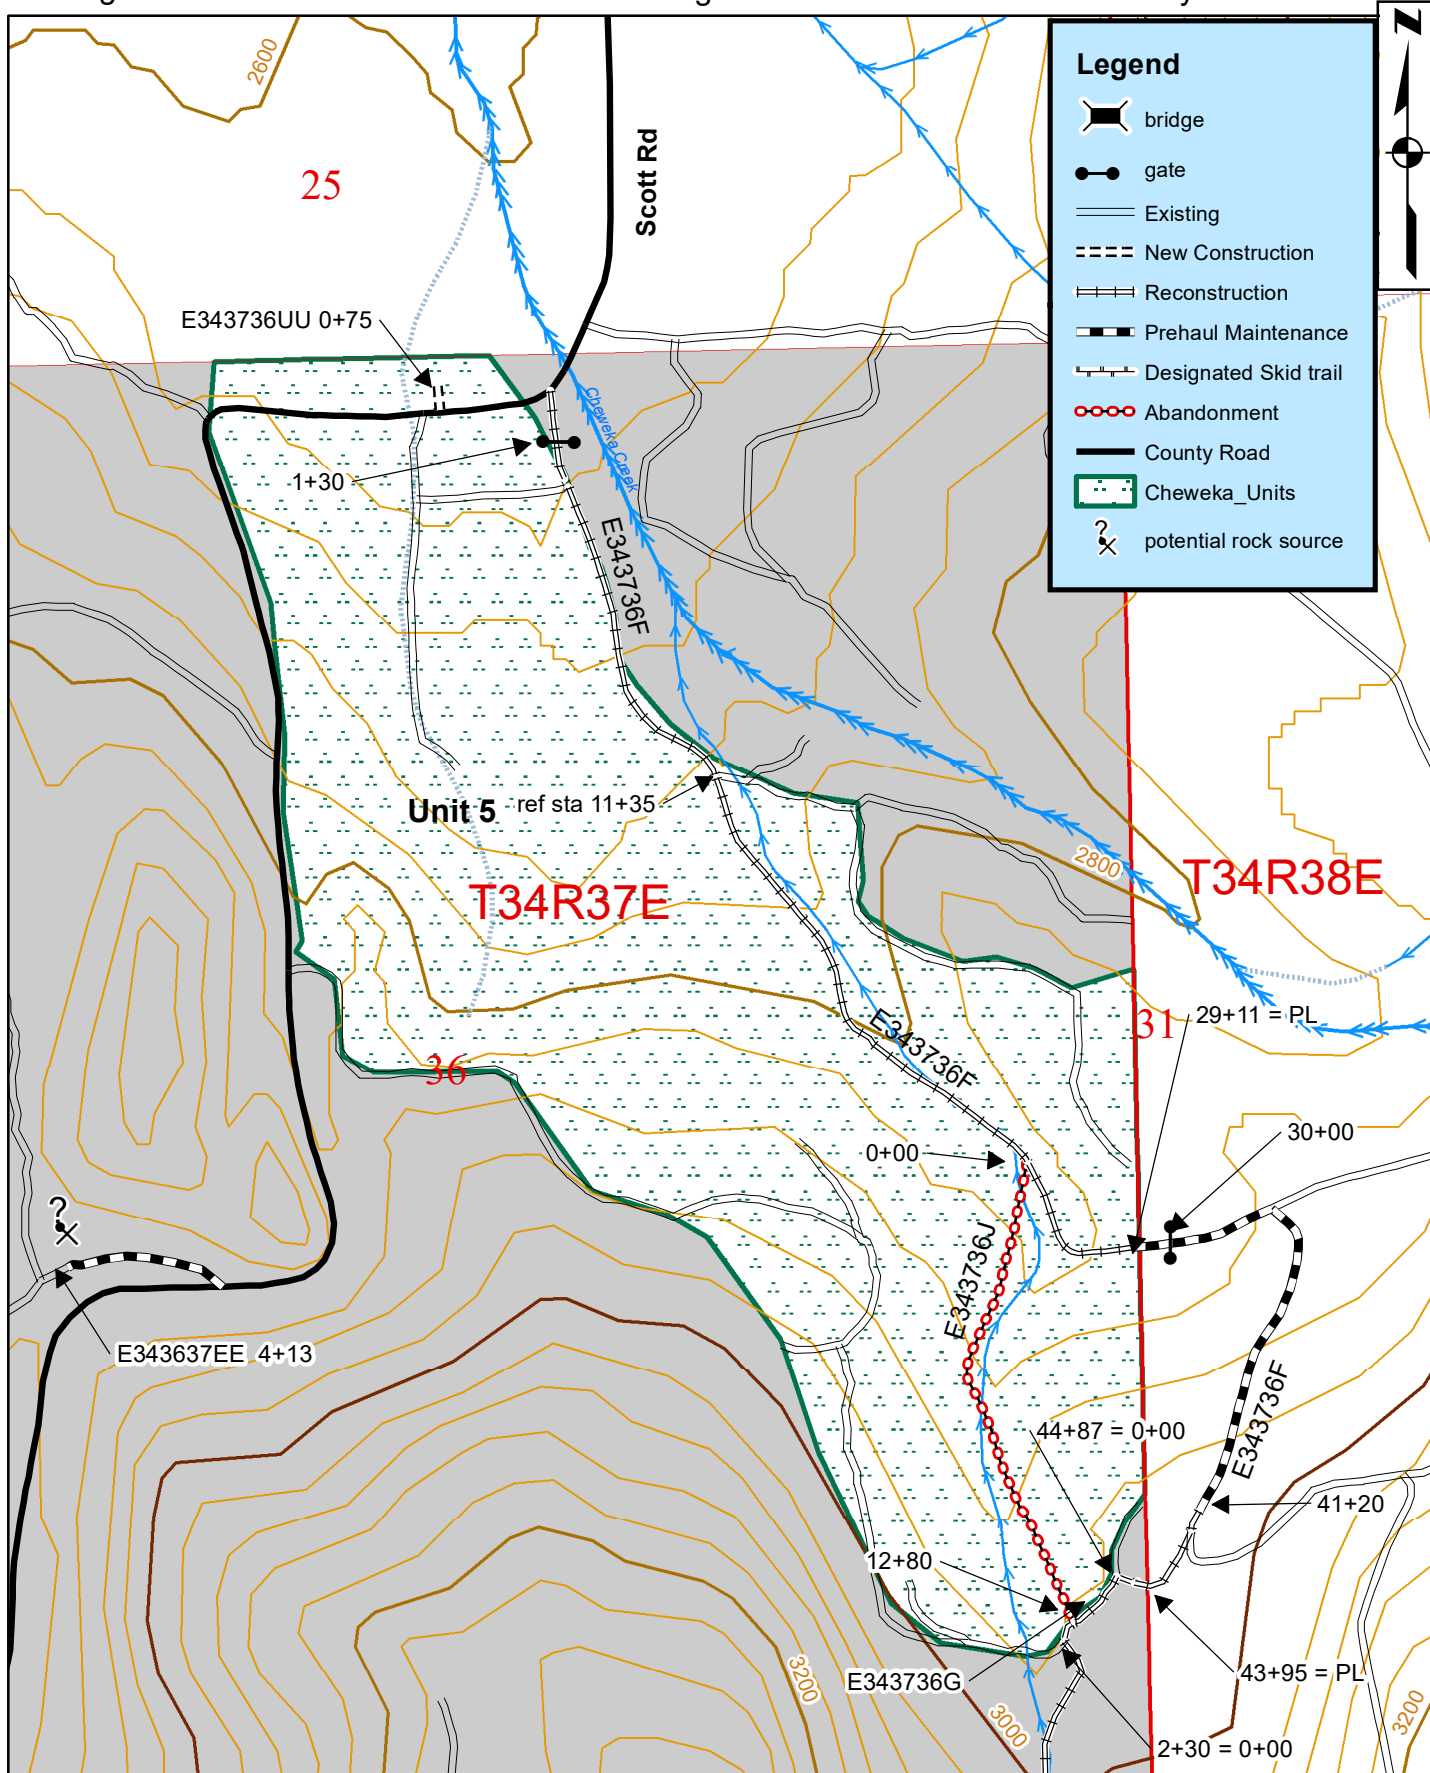 N
Legend
bridge
gate
Existing
New Construction
Reconstruction
Prehaul Maintenance
Designated Skid trail
Abandonment
County Road
Cheweka_Units
? potential rock source
2600
25
Scott Rd
E343736UU 0+75
Cheweka Creek
1+30
E343736F
Unit 5
ref sta 11+35
2800
T34R37E
T34R38E
31
29+11 = PL
E343736F
36
30+00
0+00
?
E343736J
E343637EE 4+13
E343736F
44+87 = 0+00
41+20
12+80
E343736G
43+95 = PL
3200
3000
3200
2+30 = 0+00